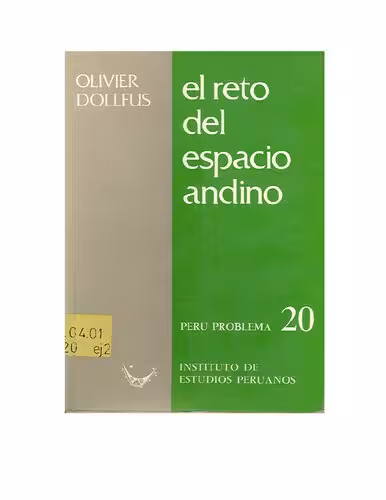 OLIVIER
DOLLFUS
el reto
del
espacio
andino
PERU PROBLEMA 20
.04.01
20 ej2
INSTITUTO DE
ESTUDIOS PERUANOS